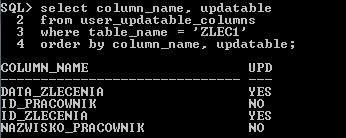 SQL> select column_name, updatable
2 from user_updatable_columns
3 where table_name = 'ZLEC1'
4 order by column_name, updatable;
COLUMN_NAME UPD
------------------------------ ---
DATA_ZLECENIA YES
ID_PRACOWNIK NO
ID_ZLECENIA YES
NAZWISKO_PRACOWNIK NO